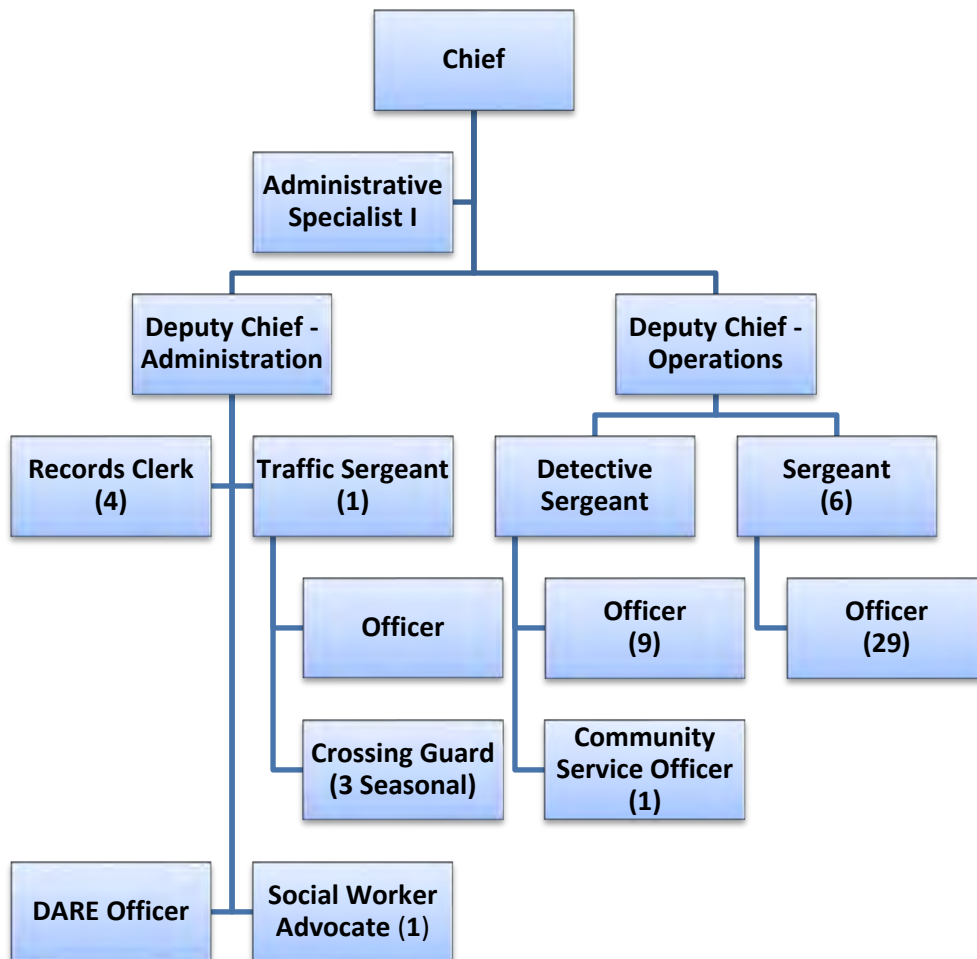 Chief
Administrative
Specialist I
Deputy Chief -
Administration
Deputy Chief -
Operations
Records Clerk
(4)
Traffic Sergeant
(1)
Detective
Sergeant
Sergeant
(6)
Officer
Officer
(9)
Officer
(29)
Crossing Guard
(3 Seasonal)
Community
Service Officer
(1)
DARE Officer
Social Worker
Advocate (1)